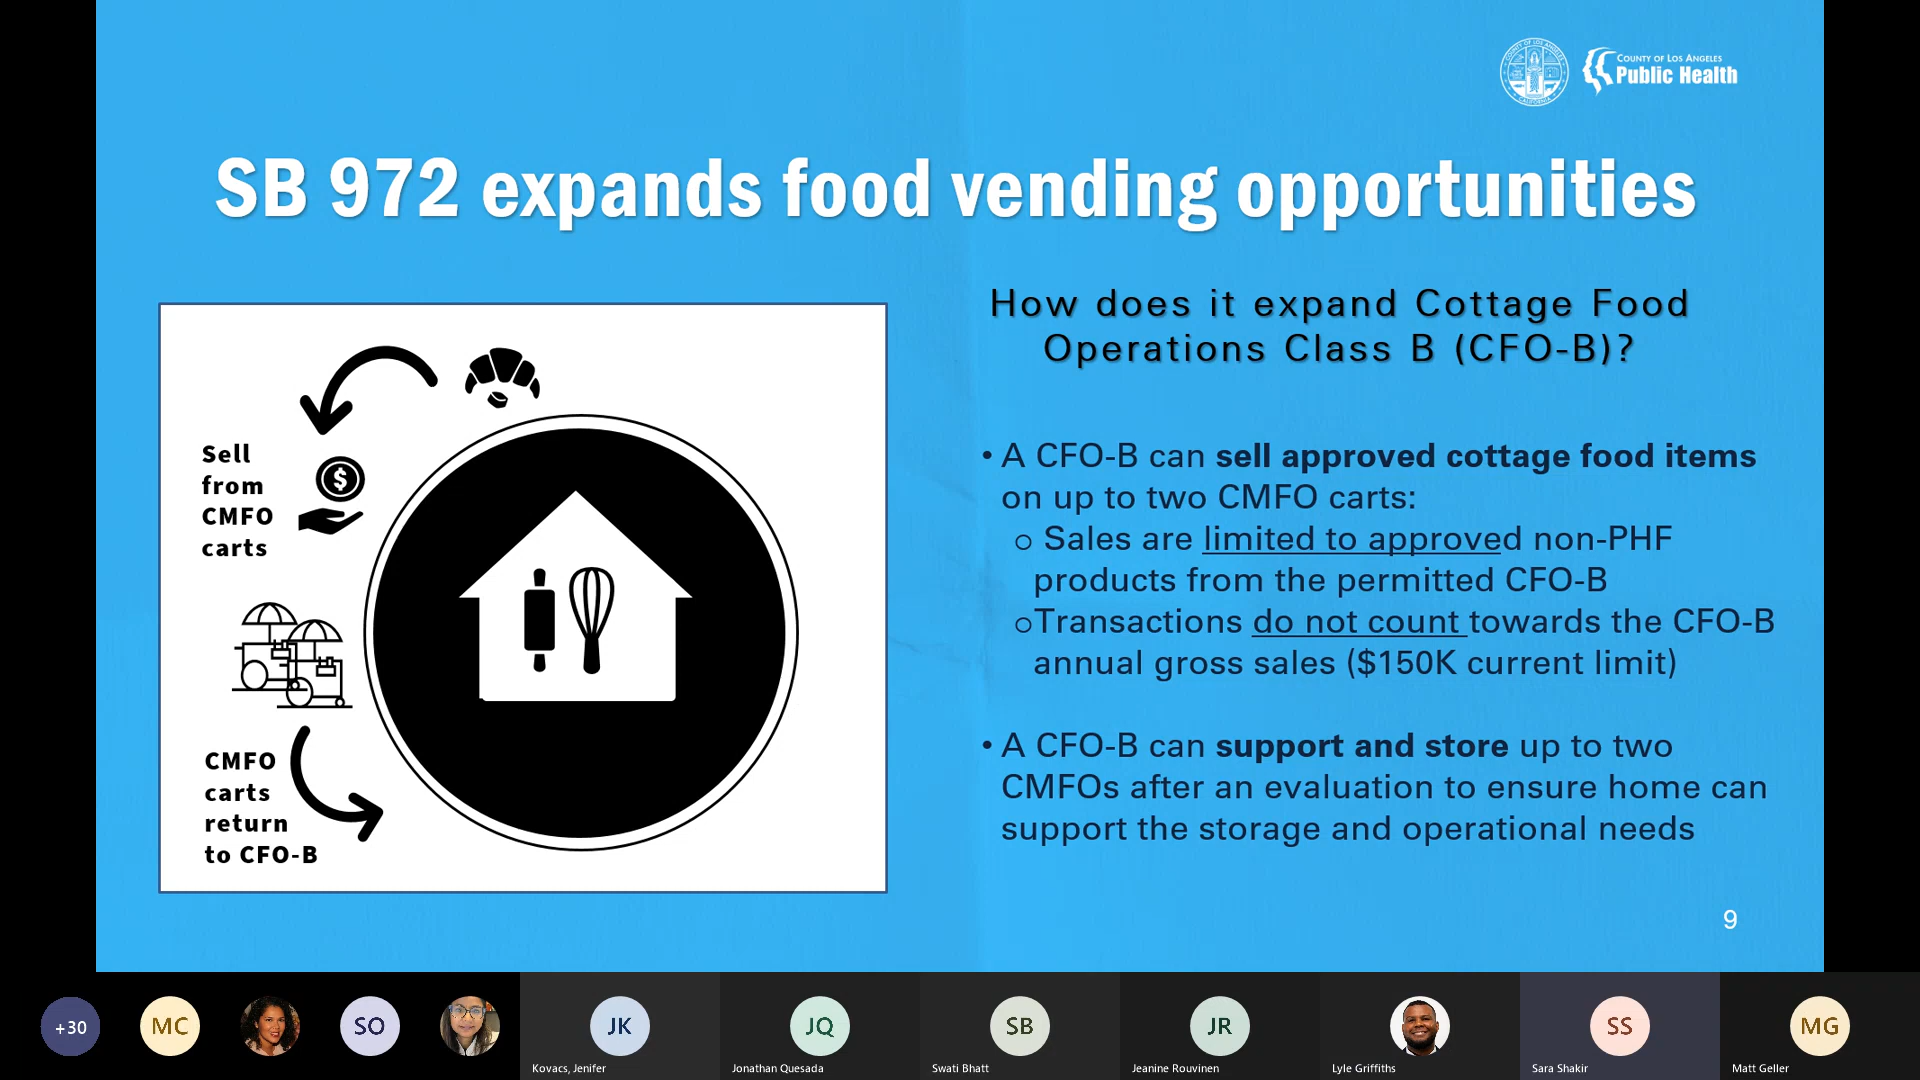 COUNTY OF LOS ANGELES
Public Health
SB 972 expands food vending opportunities
How does it expand Cottage Food
Operations Class B (CFO-B)?
Sell
from
CMFO
carts
$
CMFO
carts
return
to CFO-B
• A CFO-B can sell approved cottage food items
on up to two CMFO carts:
o Sales are limited to approved non-PHF
products from the permitted CFO-B
oTransactions do not count towards the CFO-B
annual gross sales ($150K current limit)
• A CFO-B can support and store up to two
CMFOs after an evaluation to ensure home can
support the storage and operational needs
9
+30
MC
SO
JK
JQ
SB
JR
SS
MG
Kovacs, Jenifer
Jonathan Quesada
Swati Bhatt
Jeanine Rouvinen
Lyle Griffiths
Sara Shakir
Matt Geller